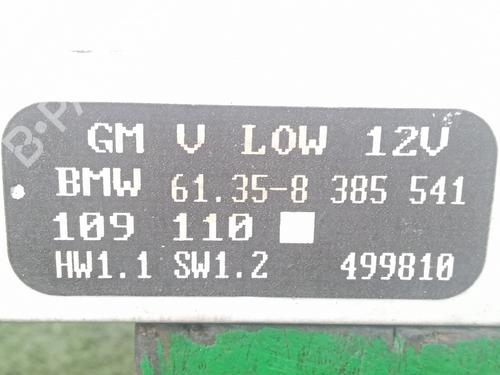 GM V LOW 12V
BMW 61.35-8 385 541
109 110
HW1.1 SW1.2 499810